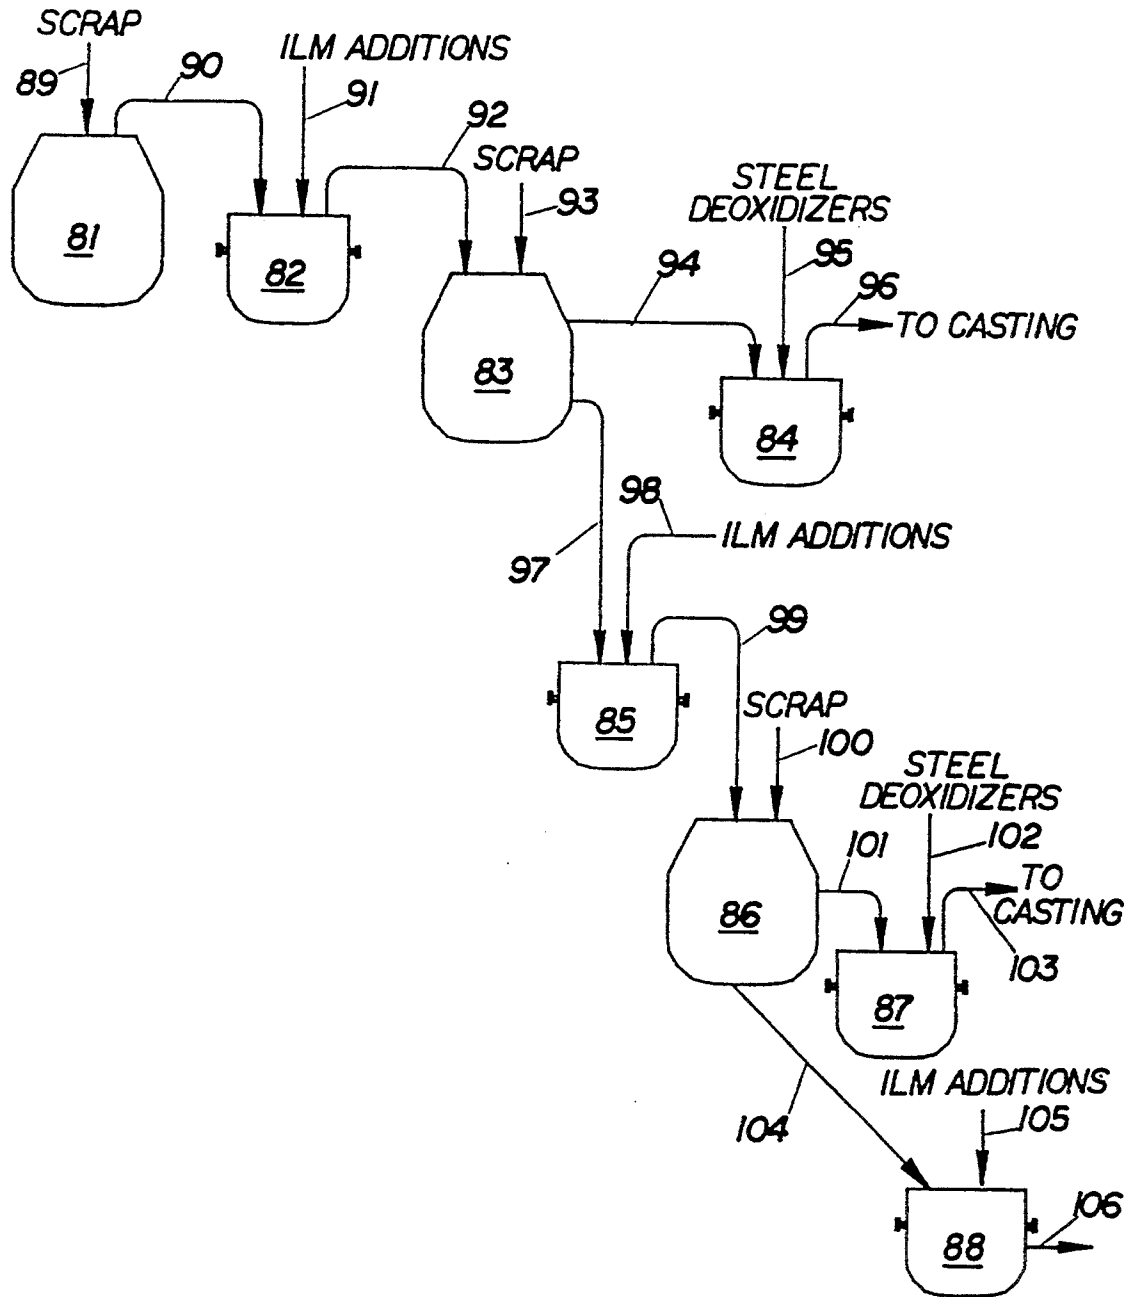 SCRAP
89
90
ILM ADDITIONS
91
81
82
92
SCRAP
93
83
94
STEEL
DEOXIDIZERS
95
96
TO CASTING
84
97
98
ILM ADDITIONS
85
99
SCRAP
100
86
101
STEEL
DEOXIDIZERS
102
TO
CASTING
103
87
104
ILM ADDITIONS
105
88
106